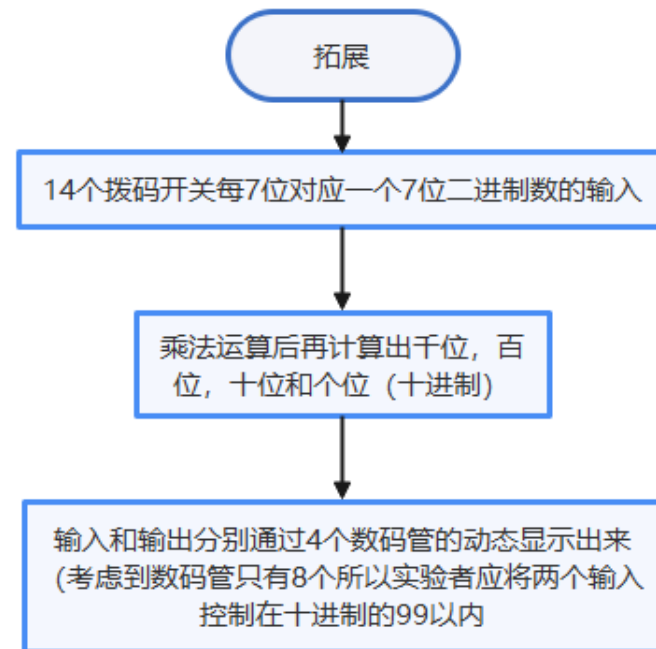 拓展
14个拨码开关每7位对应一个7位二进制数的输入
乘法运算后再计算出千位，百
位，十位和个位（十进制）
输入和输出分别通过4个数码管的动态显示出来
(考虑到数码管只有8个所以实验者应将两个输入
控制在十进制的99以内